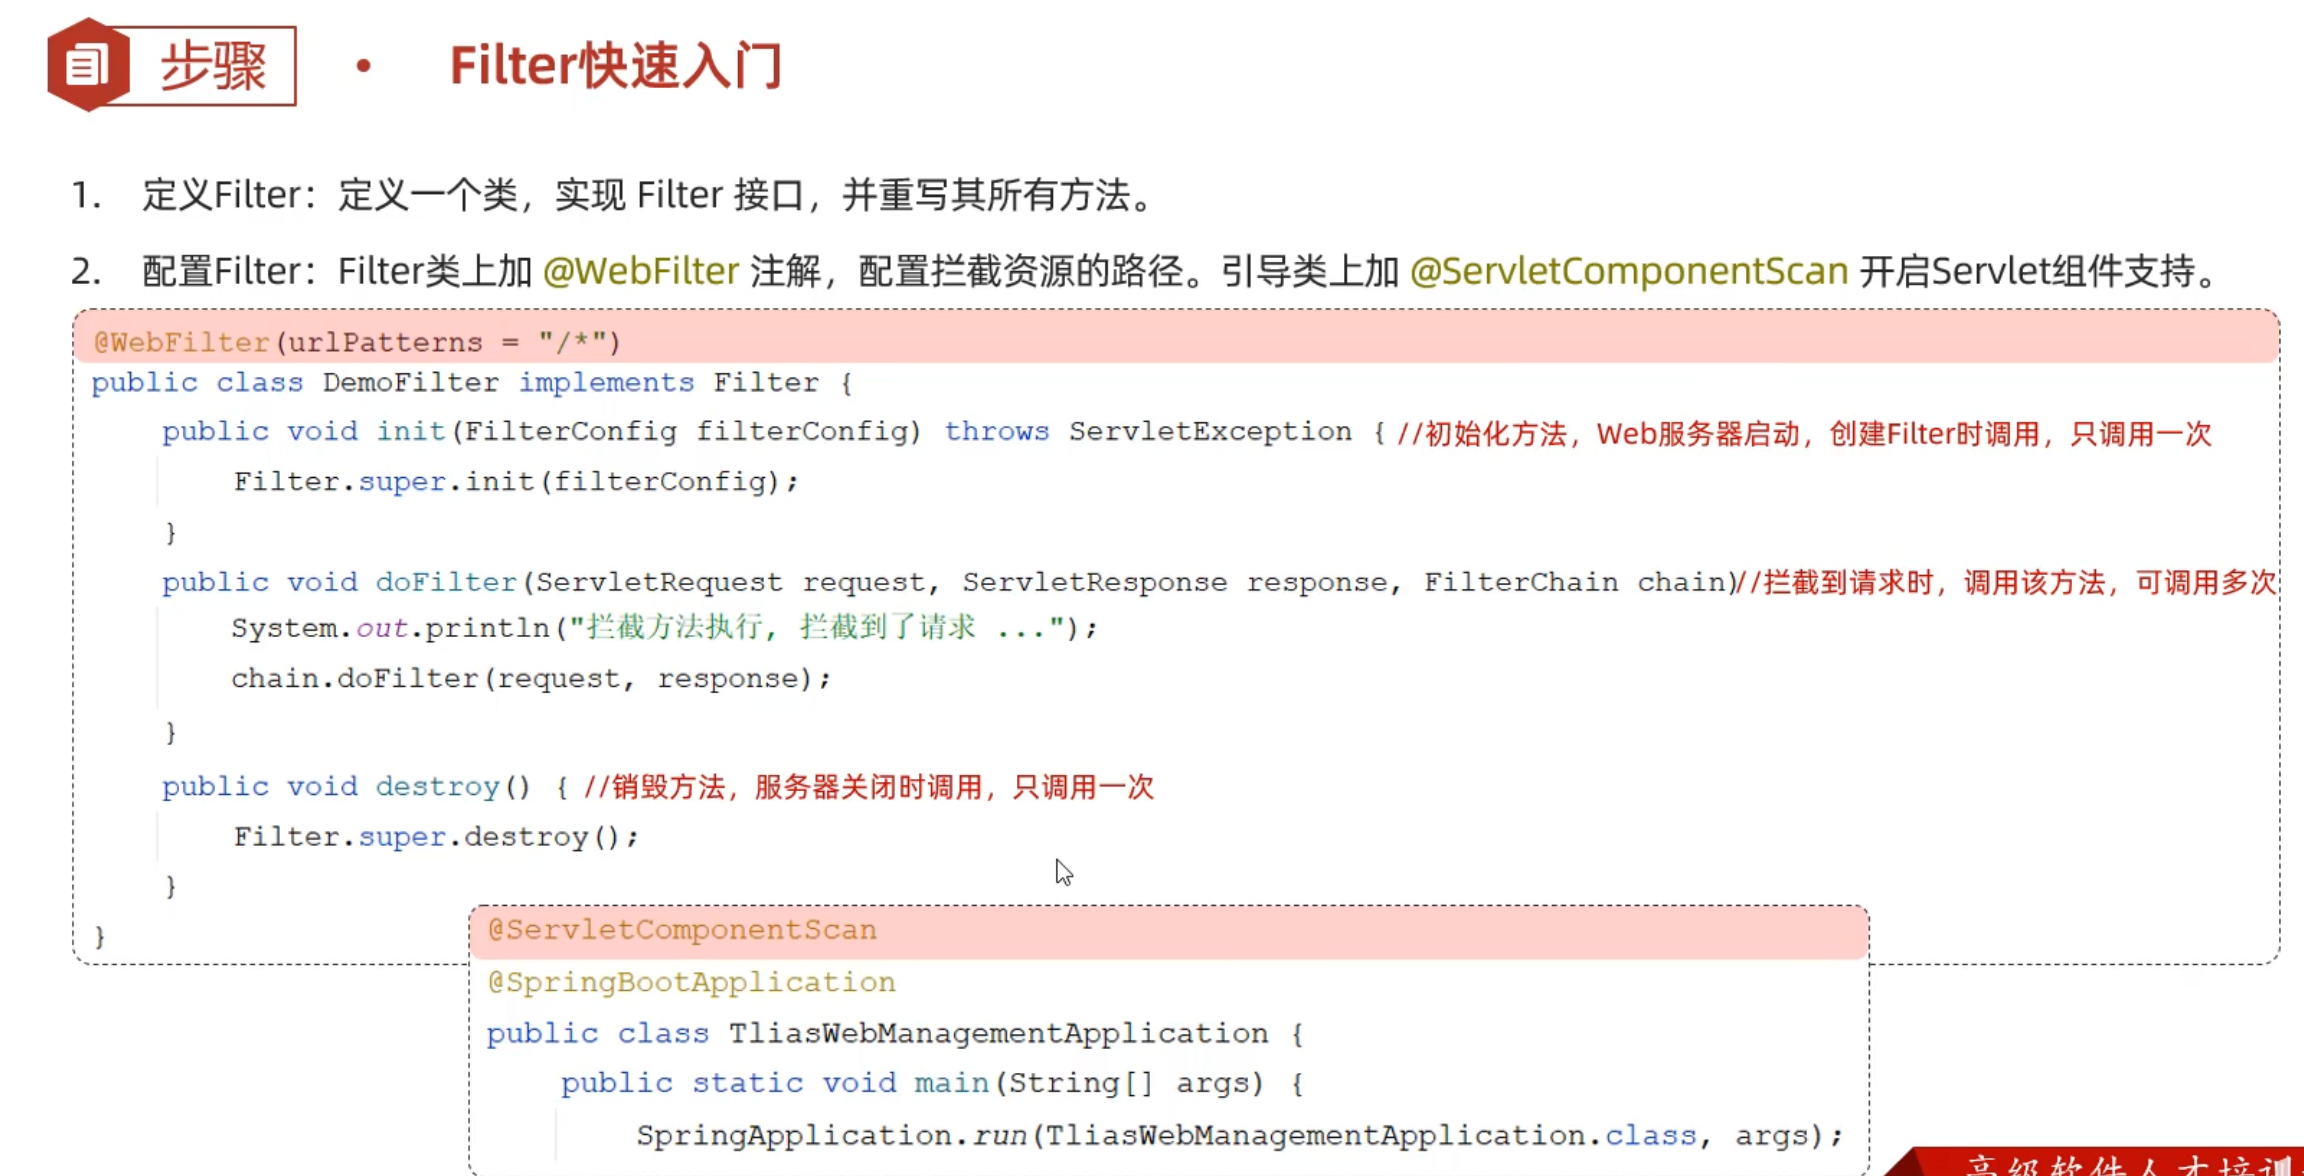 步骤
• Filter快速入门
1. 定义Filter：定义一个类，实现 Filter 接口，并重写其所有方法。
2. 配置Filter：Filter类上加 @WebFilter 注解，配置拦截资源的路径。引导类上加 @ServletComponentScan 开启Servlet组件支持。
@WebFilter(urlPatterns = "/*")
public class DemoFilter implements Filter {
public void init(FilterConfig filterConfig) throws ServletException { //初始化方法，Web服务器启动，创建Filter时调用，只调用一次
Filter.super.init(filterConfig);
}
public void doFilter(ServletRequest request, ServletResponse response, FilterChain chain)//拦截到请求时，调用该方法，可调用多次
System.out.println("拦截方法执行, 拦截到了请求 ...");
chain.doFilter(request, response);
}
public void destroy() { //销毁方法，服务器关闭时调用，只调用一次
Filter.super.destroy();
}
}
@ServletComponentScan
@SpringBootApplication
public class TliasWebManagementApplication {
public static void main(String[] args) {
SpringApplication.run(TliasWebManagementApplication.class, args);
高级软件人才培训